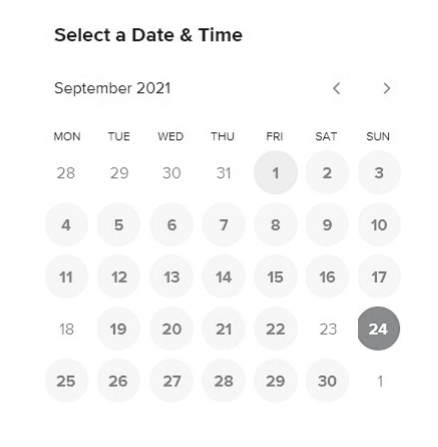 Select a Date & Time
September 2021
MON TUE WED THU FRI SAT SUN
28 29 30 31 1 2 3
4 5 6 7 8 9 10
11 12 13 14 15 16 17
18 19 20 21 22 23 24
25 26 27 28 29 30 1